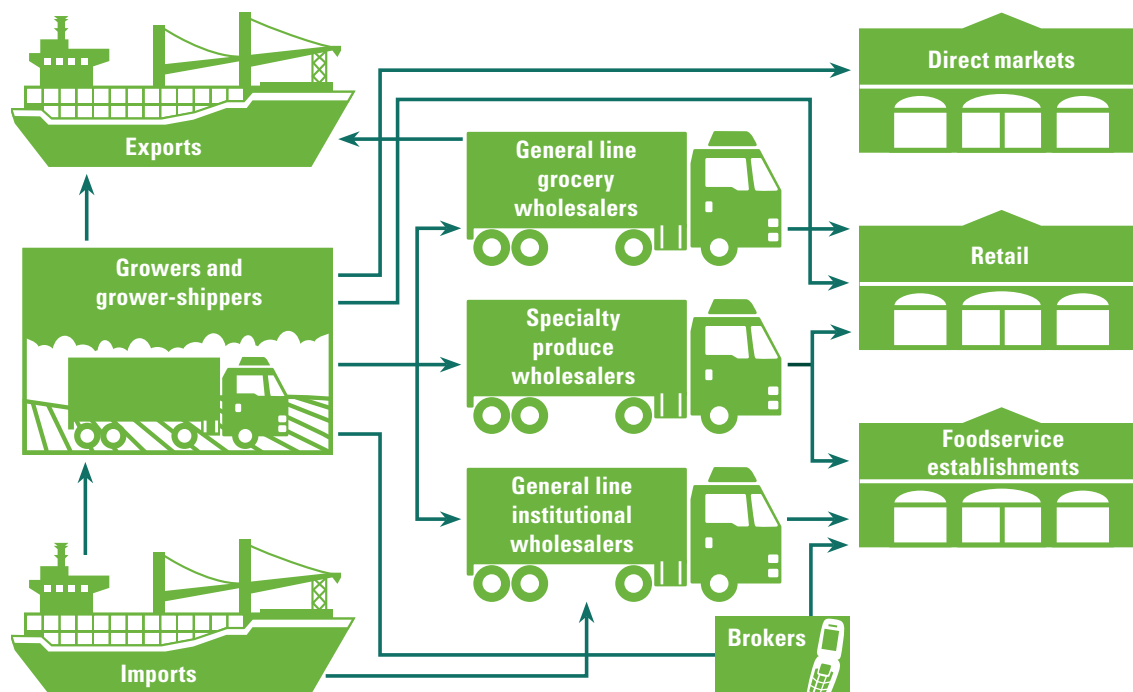 Exports
Direct markets
General line
grocery
wholesalers
Growers and
grower-shippers
Retail
Specialty
produce
wholesalers
Foodservice
establishments
General line
institutional
wholesalers
Imports
Brokers